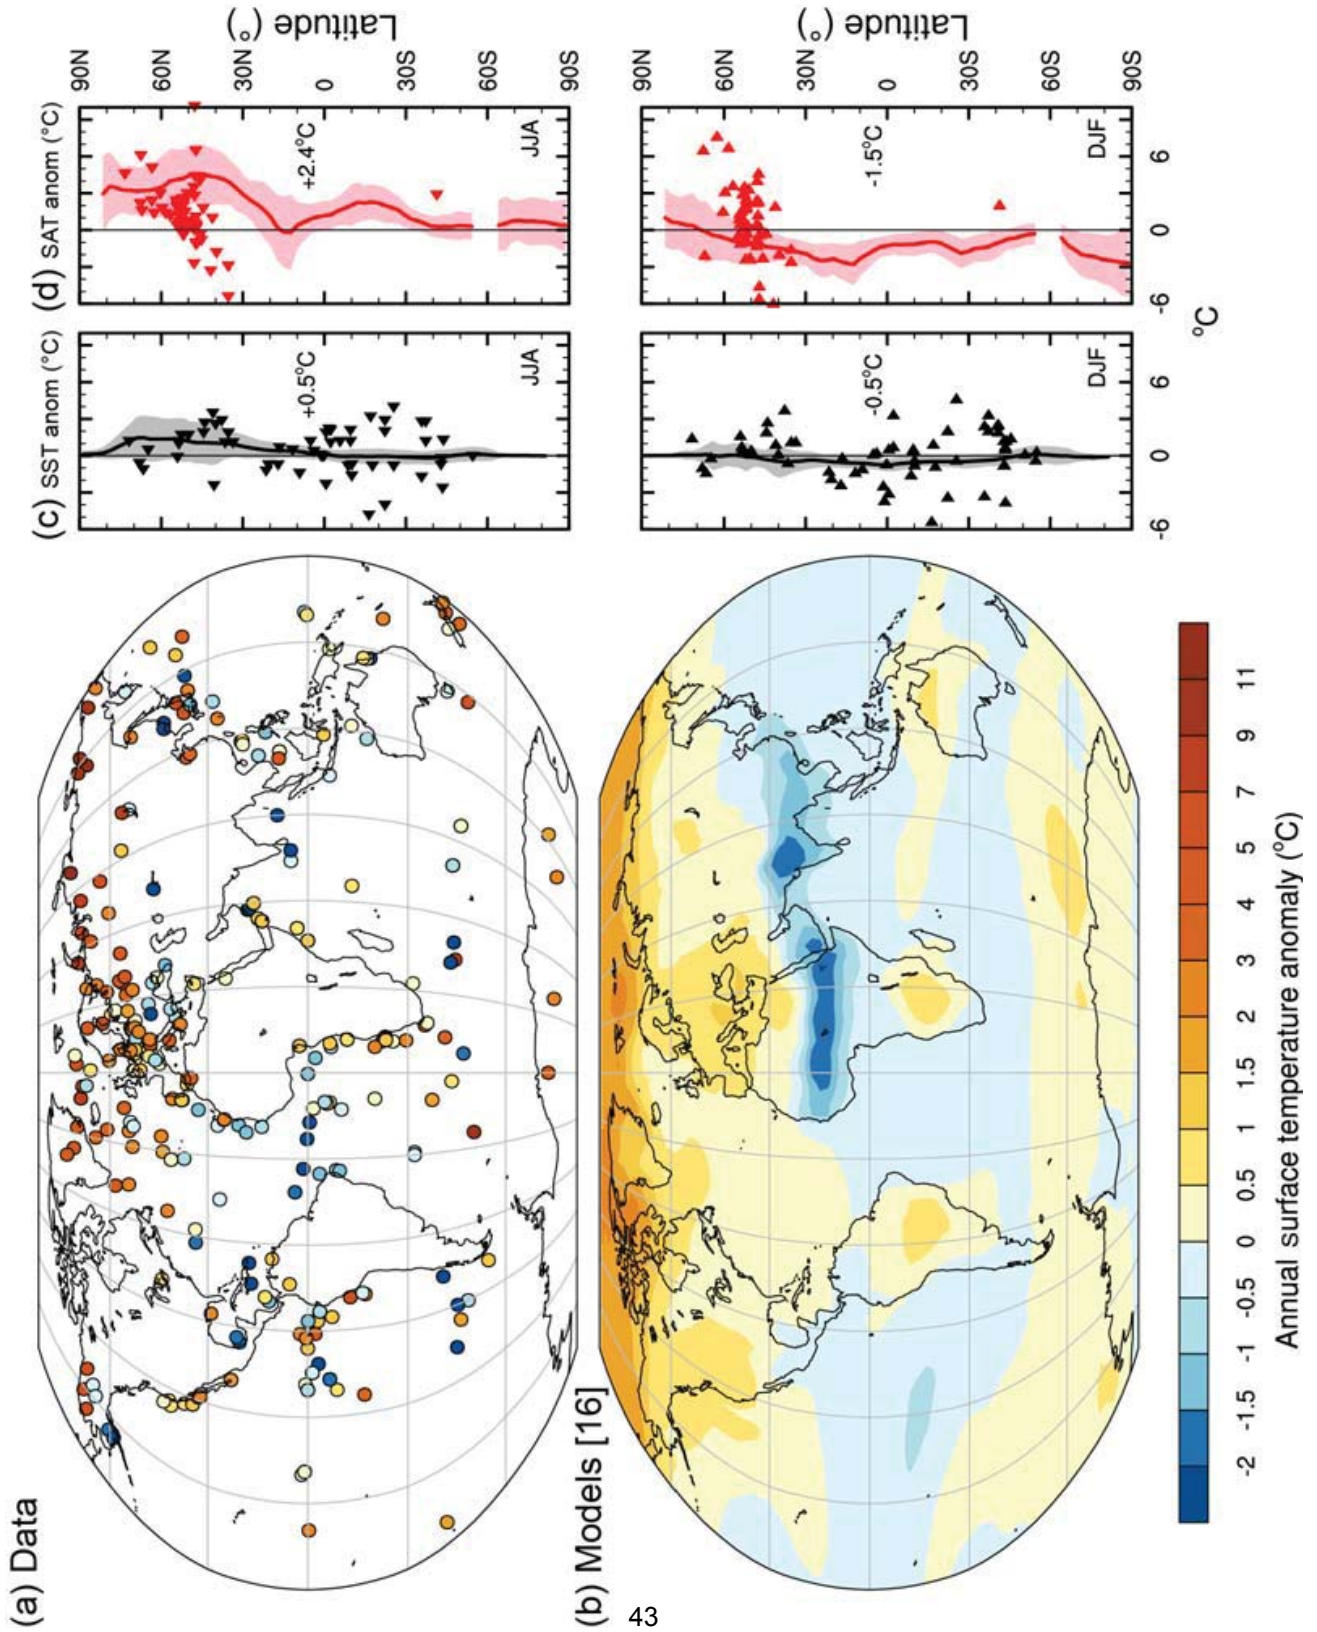 (a) Data
(b) Models [16]
(c) SST anom (°C)
(d) SAT anom (°C)
+0.5°C
JJA
+2.4°C
JJA
90N
60N
30N
0
30S
60S
90S
Latitude (°)
-0.5°C
DJF
-1.5°C
DJF
90N
60N
30N
0
30S
60S
90S
Latitude (°)
-6
0
6
-6
0
6
°C
-2
-1.5
-1
-0.5
0
0.5
1
1.5
2
3
4
5
7
9
11
Annual surface temperature anomaly (°C)
43